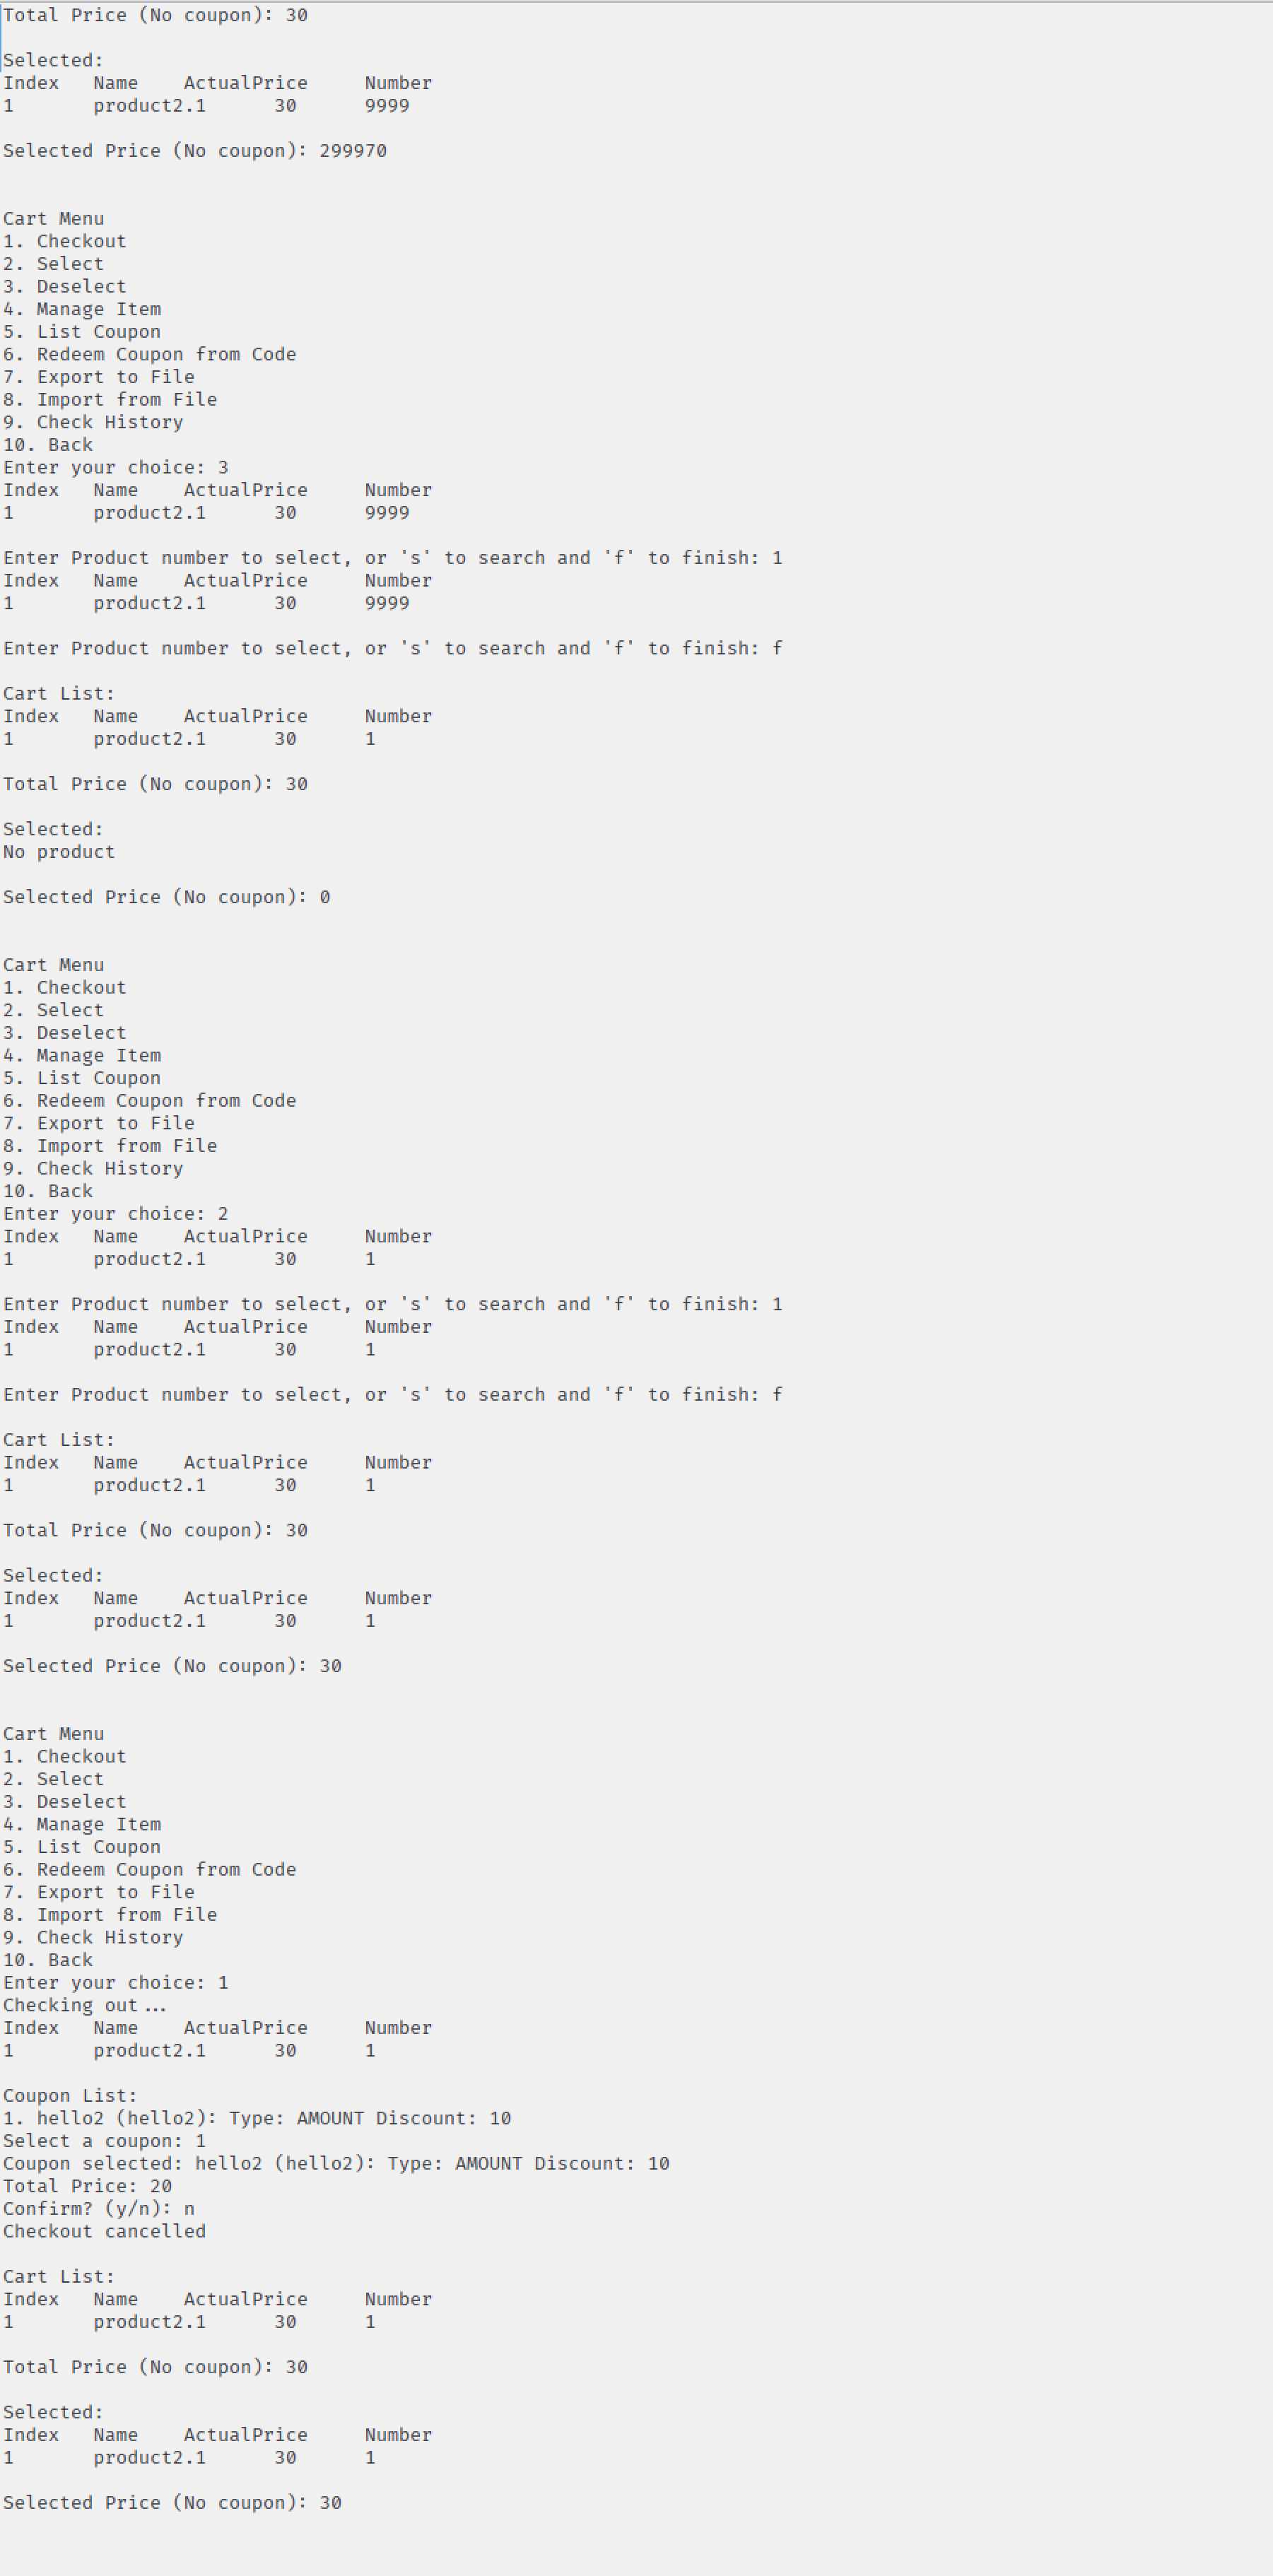 Total Price (No coupon): 30
Selected:
Index   Name    ActualPrice     Number
1       product2.1      30      9999
Selected Price (No coupon): 299970
Cart Menu
1. Checkout
2. Select
3. Deselect
4. Manage Item
5. List Coupon
6. Redeem Coupon from Code
7. Export to File
8. Import from File
9. Check History
10. Back
Enter your choice: 3
Index   Name    ActualPrice     Number
1       product2.1      30      9999
Enter Product number to select, or 's' to search and 'f' to finish: 1
Index   Name    ActualPrice     Number
1       product2.1      30      9999
Enter Product number to select, or 's' to search and 'f' to finish: f
Cart List:
Index   Name    ActualPrice     Number
1       product2.1      30      1
Total Price (No coupon): 30
Selected:
No product
Selected Price (No coupon): 0
Cart Menu
1. Checkout
2. Select
3. Deselect
4. Manage Item
5. List Coupon
6. Redeem Coupon from Code
7. Export to File
8. Import from File
9. Check History
10. Back
Enter your choice: 2
Index   Name    ActualPrice     Number
1       product2.1      30      1
Enter Product number to select, or 's' to search and 'f' to finish: 1
Index   Name    ActualPrice     Number
1       product2.1      30      1
Enter Product number to select, or 's' to search and 'f' to finish: f
Cart List:
Index   Name    ActualPrice     Number
1       product2.1      30      1
Total Price (No coupon): 30
Selected:
Index   Name    ActualPrice     Number
1       product2.1      30      1
Selected Price (No coupon): 30
Cart Menu
1. Checkout
2. Select
3. Deselect
4. Manage Item
5. List Coupon
6. Redeem Coupon from Code
7. Export to File
8. Import from File
9. Check History
10. Back
Enter your choice: 1
Checking out...
Index   Name    ActualPrice     Number
1       product2.1      30      1
Coupon List:
1. hello2 (hello2): Type: AMOUNT Discount: 10
Select a coupon: 1
Coupon selected: hello2 (hello2): Type: AMOUNT Discount: 10
Total Price: 20
Confirm? (y/n): n
Checkout cancelled
Cart List:
Index   Name    ActualPrice     Number
1       product2.1      30      1
Total Price (No coupon): 30
Selected:
Index   Name    ActualPrice     Number
1       product2.1      30      1
Selected Price (No coupon): 30